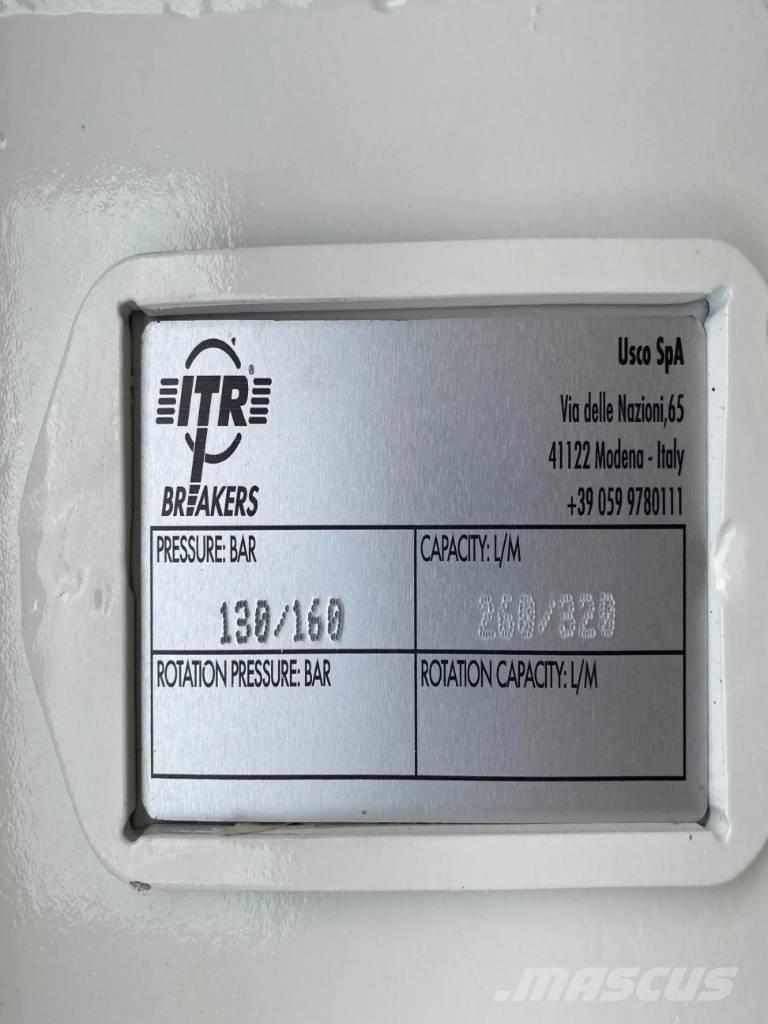 ITR®
BREAKERS
Usco SpA
Via delle Nazioni,65
41122 Modena - Italy
+39 059 9780111
PRESSURE: BAR
130/160
CAPACITY: L/M
260/320
ROTATION PRESSURE: BAR
ROTATION CAPACITY: L/M
MASCUS